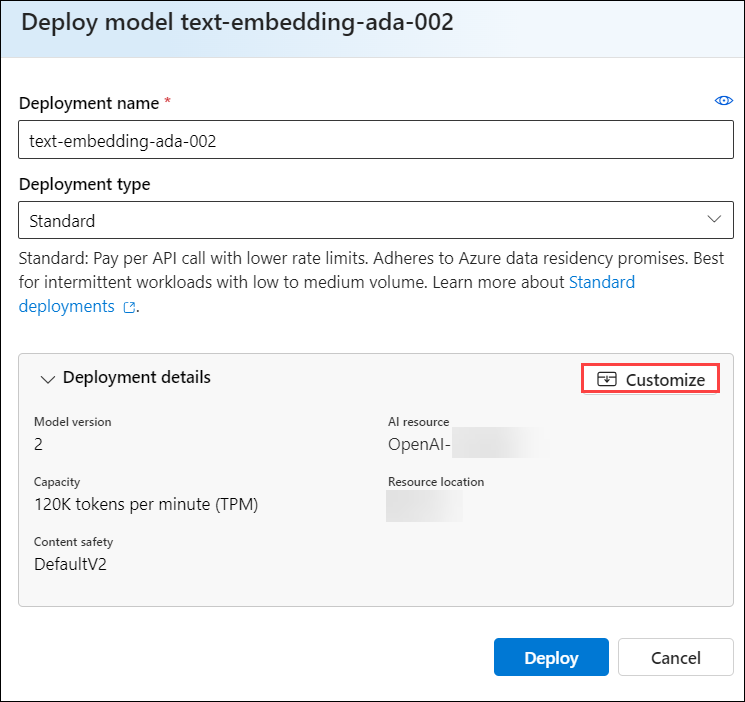 Deploy model text-embedding-ada-002
Deployment name *
text-embedding-ada-002
Deployment type
Standard
Standard: Pay per API call with lower rate limits. Adheres to Azure data residency promises. Best
for intermittent workloads with low to medium volume. Learn more about Standard
deployments .
Deployment details
Customize
Model version
2
AI resource
OpenAI-
Capacity
120K tokens per minute (TPM)
Resource location
Content safety
DefaultV2
Deploy
Cancel